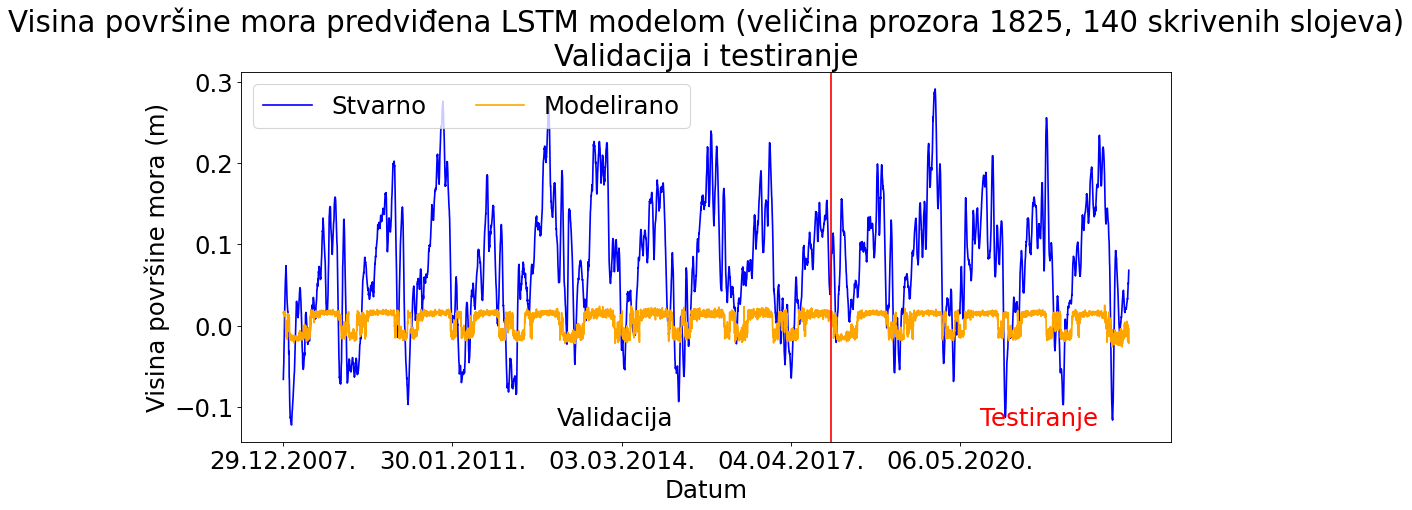 Visina površine mora predviđena LSTM modelom (veličina prozora 1825, 140 skrivenih slojeva)
Validacija i testiranje
Stvarno
Modelirano
Visina površine mora (m)
0.3
0.2
0.1
0.0
−0.1
Validacija
Testiranje
29.12.2007.
30.01.2011.
03.03.2014.
04.04.2017.
06.05.2020.
Datum